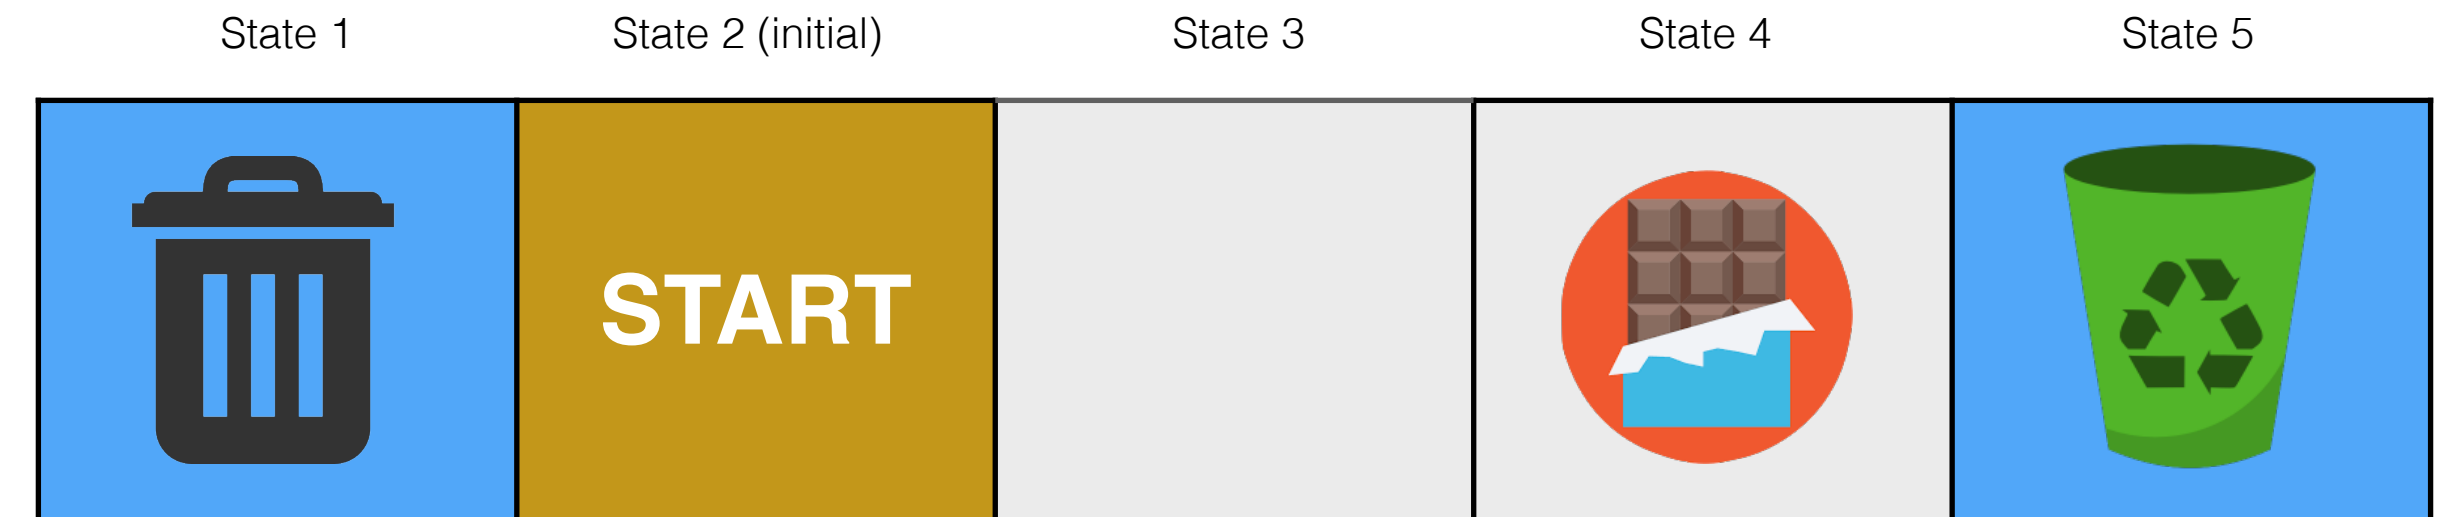 State 1
State 2 (initial)
State 3
State 4
State 5
START